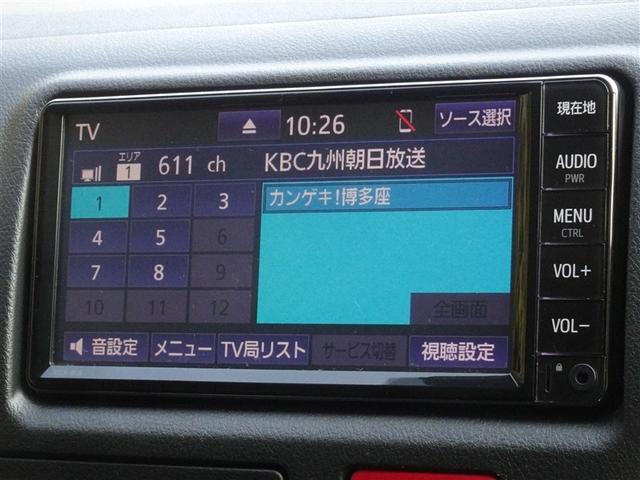 TV 10:26 ソース選択
エリア
1 611 ch KBC九州朝日放送
カンゲキ!博多座
1 2 3
4 5 6
7 8 9
10 11 12
全画面
音設定 メニュー TV局リスト サービス切替 視聴設定
現在地
AUDIO
PWR
MENU
CTRL
VOL+
VOL-